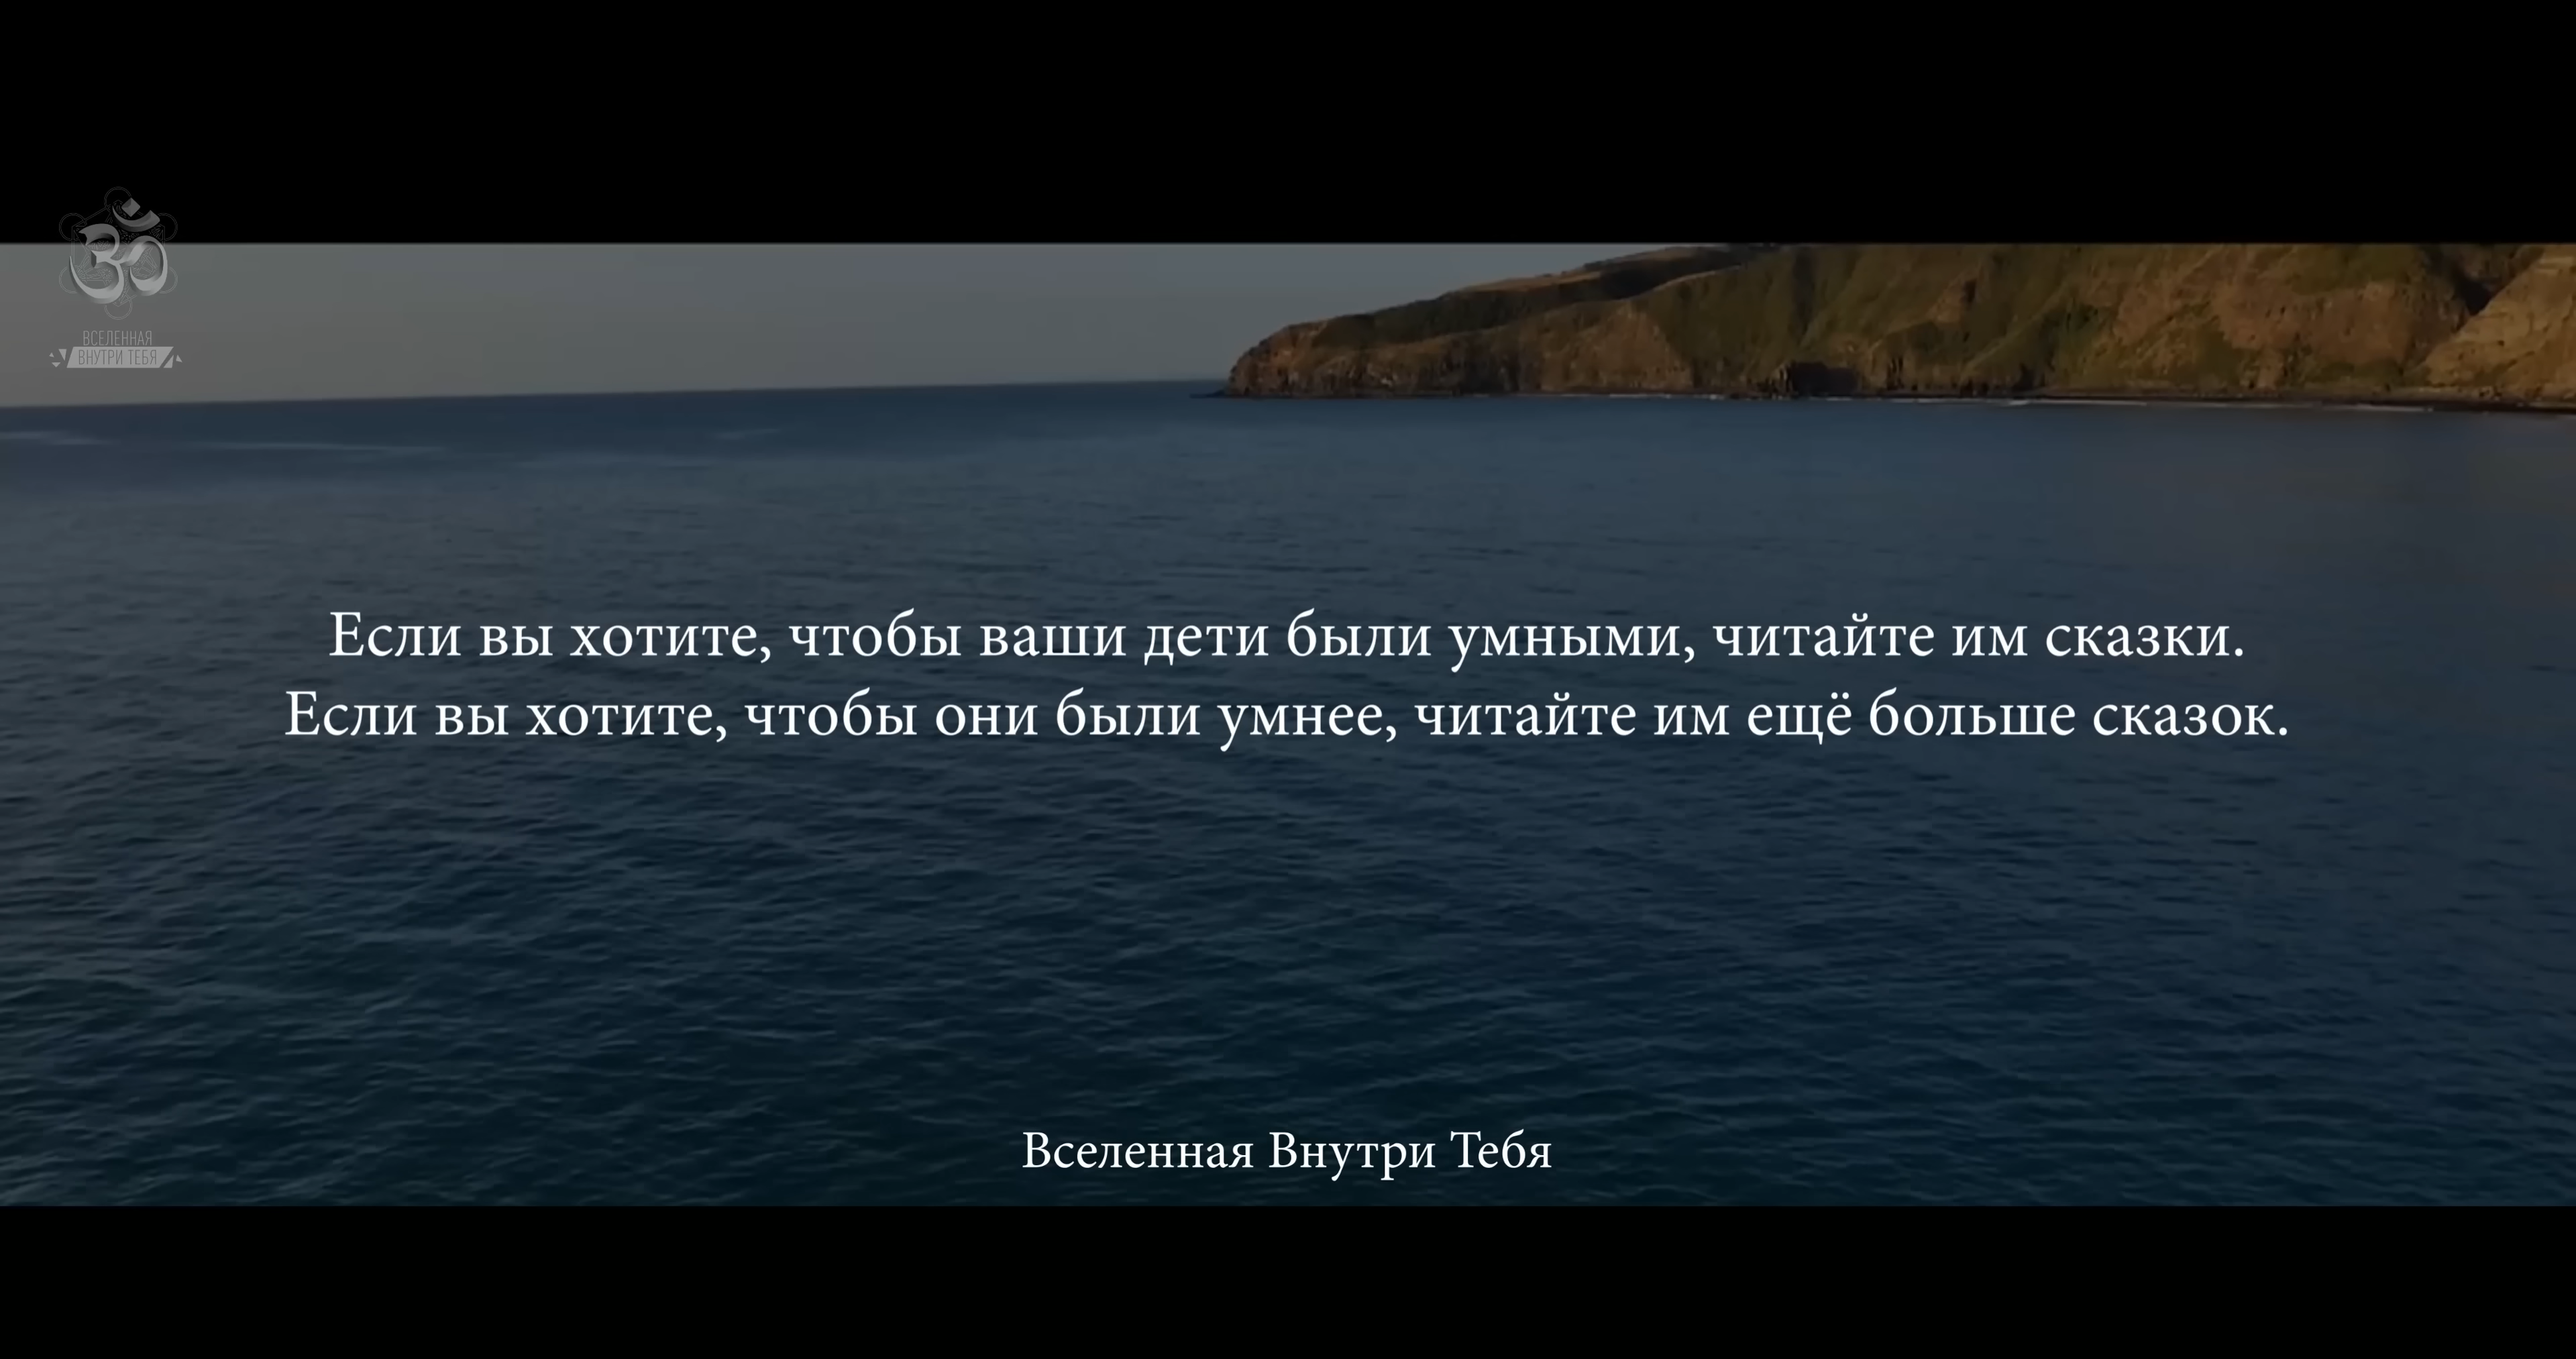 ВСЕЛЕННАЯ
ВНУТРИ ТЕБЯ
Если вы хотите, чтобы ваши дети были умными, читайте им сказки.
Если вы хотите, чтобы они были умнее, читайте им ещё больше сказок.
Вселенная Внутри Тебя